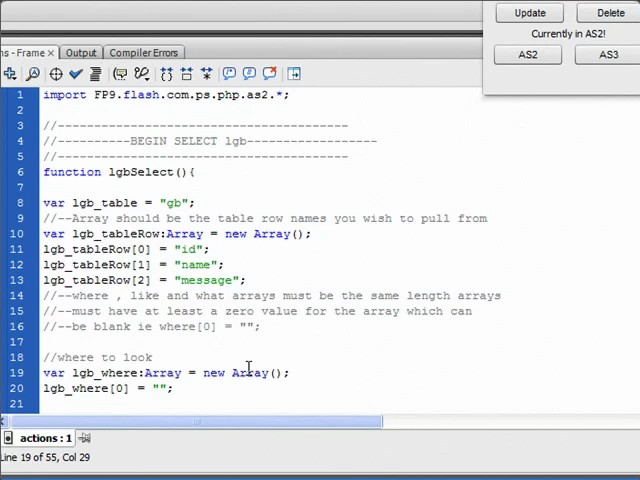 Update Delete
Currently in AS2!
AS2 AS3
ns - Frame × Output Compiler Errors
1 import FP9.flash.com.ps.php.as2.*;
2
3 //----------------------------------------
4 //----------BEGIN SELECT lgb------------------
5 //----------------------------------------
6 function lgbSelect(){
7
8 var lgb_table = "gb";
9 //--Array should be the table row names you wish to pull from
10 var lgb_tableRow:Array = new Array();
11 lgb_tableRow[0] = "id";
12 lgb_tableRow[1] = "name";
13 lgb_tableRow[2] = "message";
14 //--where , like and what arrays must be the same length arrays
15 //--must have at least a zero value for the array which can
16 //--be blank ie where[0] = "";
17
18 //where to look
19 var lgb_where:Array = new Array();
20 lgb_where[0] = "";
21
actions : 1
Line 19 of 55, Col 29